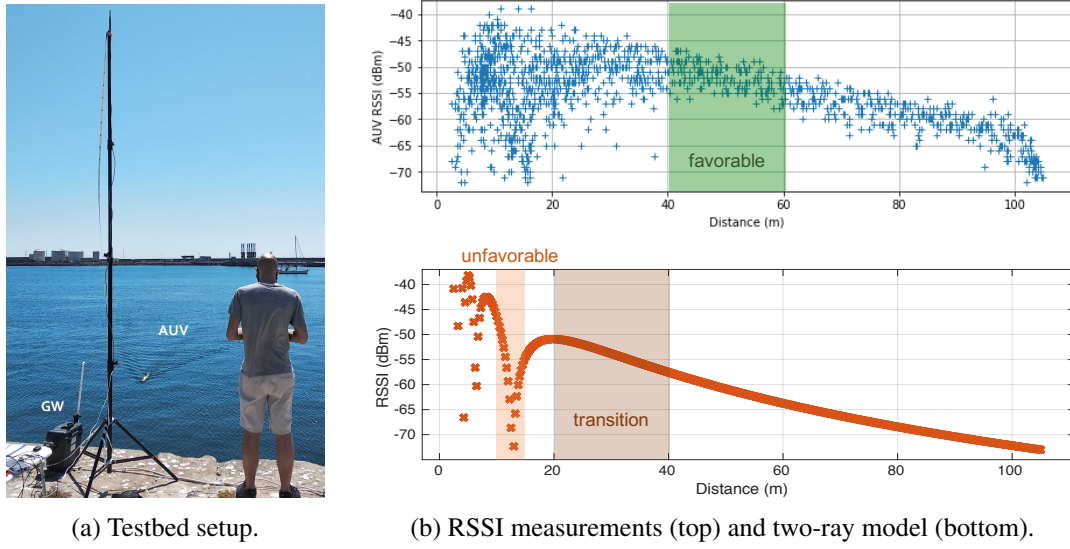 AUV
GW
(a) Testbed setup.
AUV RSSI (dBm)
−40
−45
−50
−55
−60
−65
−70
favorable
0
20
40
60
80
100
Distance (m)
unfavorable
RSSI (dBm)
-40
-45
-50
-55
-60
-65
-70
transition
0
20
40
60
80
100
Distance (m)
(b) RSSI measurements (top) and two-ray model (bottom).